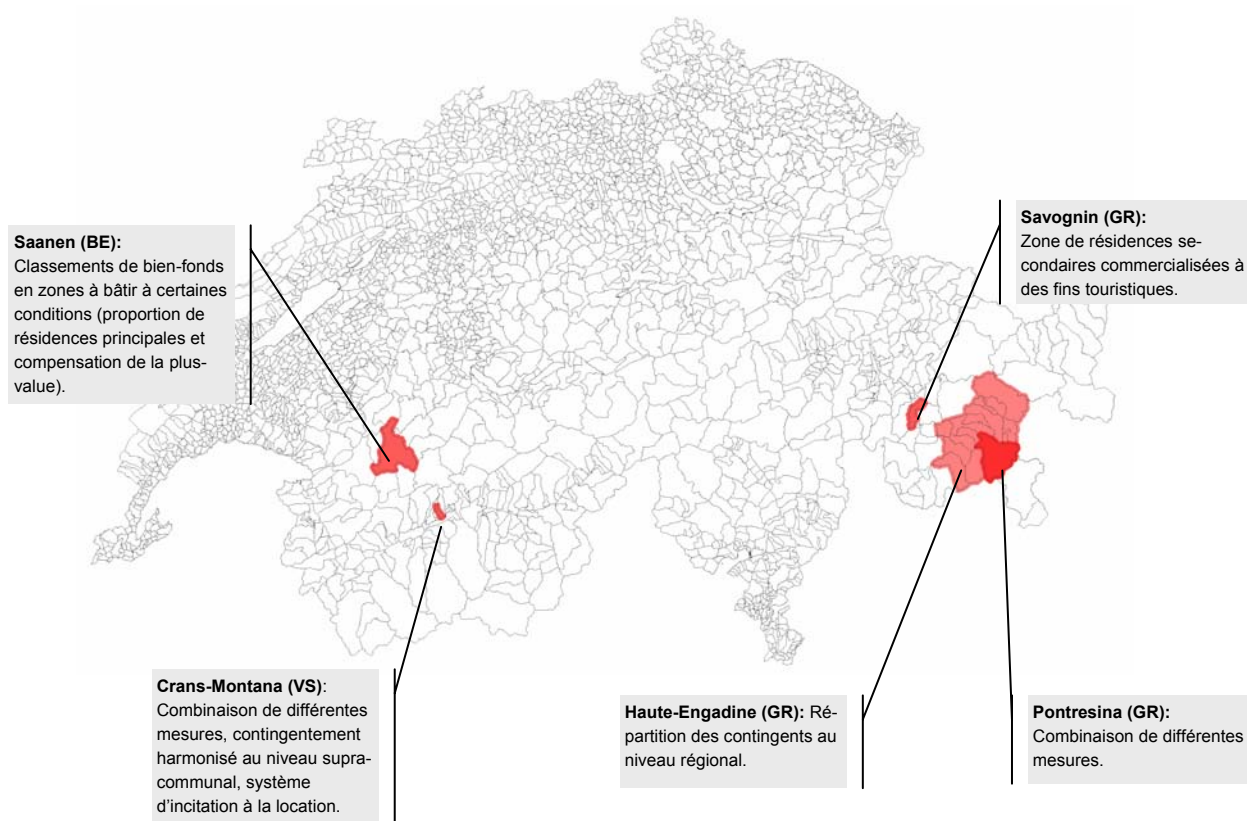 Saanen (BE):
Classements de bien-fonds
en zones à bâtir à certaines
conditions (proportion de
résidences principales et
compensation de la plus-
value).
Savognin (GR):
Zone de résidences se-
condaires commercialisées à
des fins touristiques.
Crans-Montana (VS):
Combinaison de différentes
mesures, contingentement
harmonisé au niveau supra-
communal, système
d'incitation à la location.
Haute-Engadine (GR): Ré-
partition des contingents au
niveau régional.
Pontresina (GR):
Combinaison de différentes
mesures.